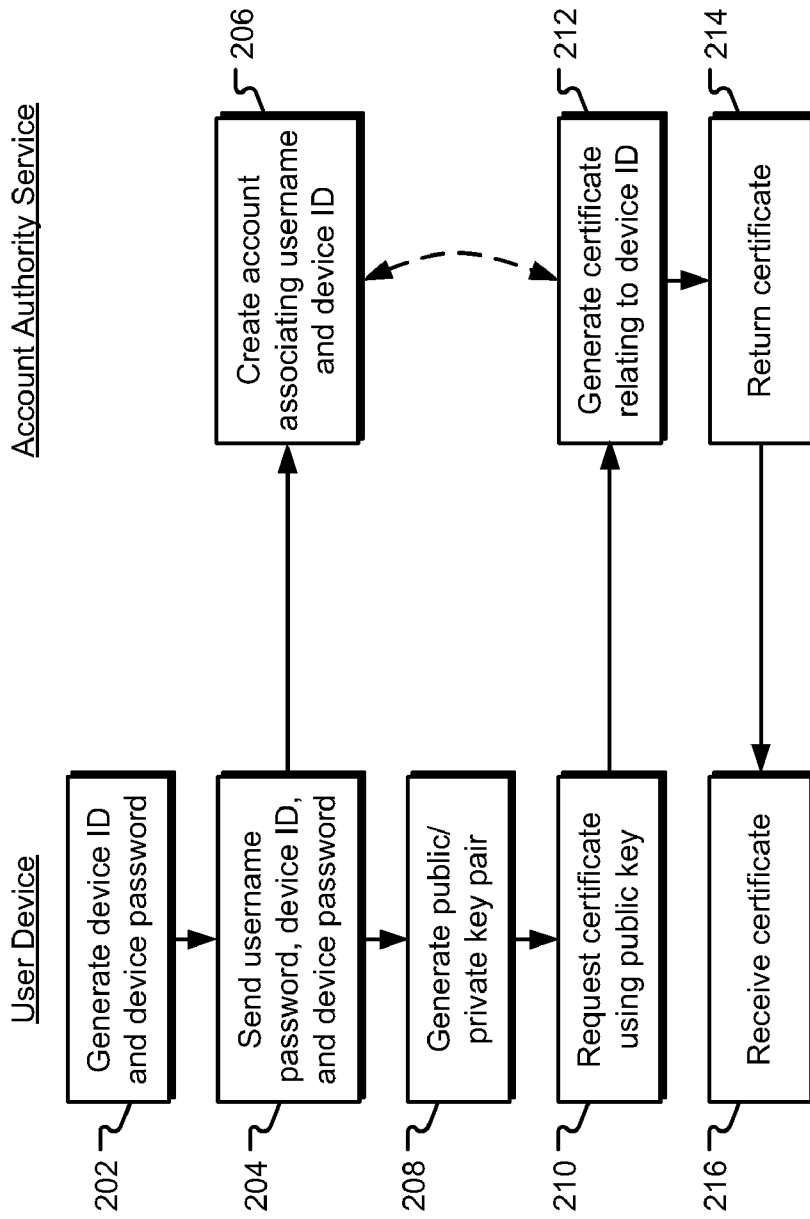 User Device
Account Authority Service
202
Generate device ID
and device password
204
Send username
password, device ID,
and device password
206
Create account
associating username
and device ID
208
Generate public/
private key pair
210
Request certificate
using public key
212
Generate certificate
relating to device ID
214
Return certificate
216
Receive certificate